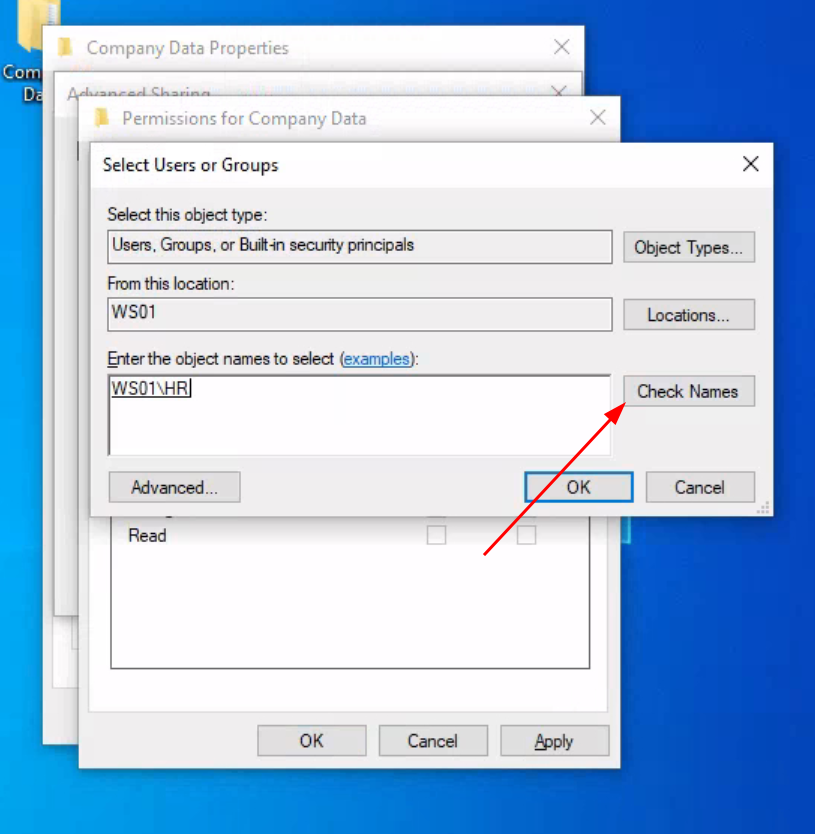 Com
Da
Company Data Properties
Advanced Sharing
Permissions for Company Data
Select Users or Groups
Select this object type:
Users, Groups, or Built-in security principals
Object Types...
From this location:
WS01
Locations...
Enter the object names to select (examples):
WS01\HR
Check Names
Advanced...
OK
Cancel
Read
OK
Cancel
Apply